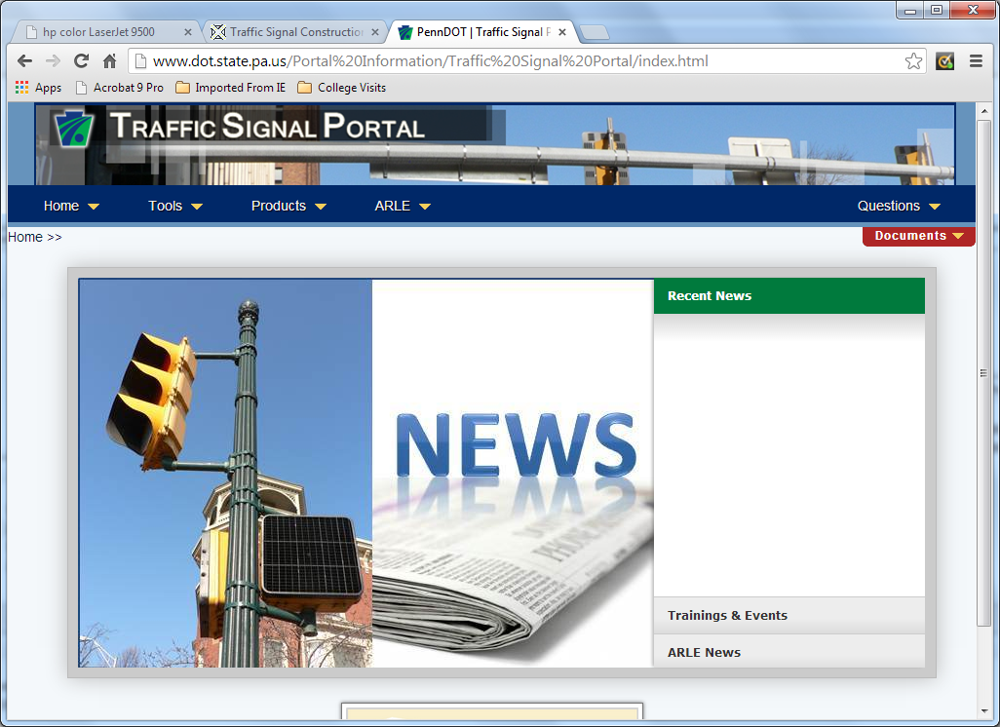 hp color LaserJet 9500
Traffic Signal Constructio
PennDOT | Traffic Signal P
www.dot.state.pa.us/Portal%20Information/Traffic%20Signal%20Portal/index.html
Apps
Acrobat 9 Pro
Imported From IE
College Visits
TRAFFIC SIGNAL PORTAL
Home
Tools
Products
ARLE
Questions
Home >>
Documents
Recent News
NEWS
Trainings & Events
ARLE News